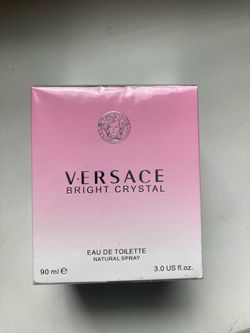 VERSACE
BRIGHT CRYSTAL
EAU DE TOILETTE
NATURAL SPRAY
90 ml ℮ 3.0 US fl.oz.